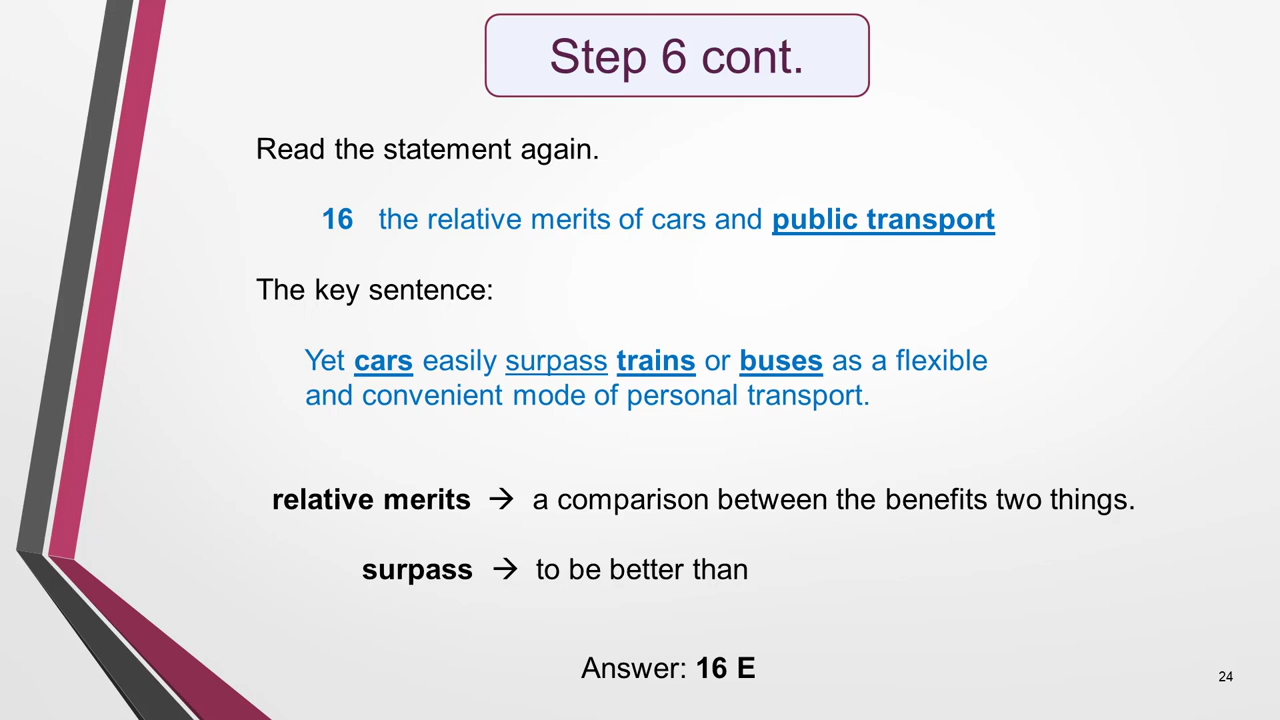 Step 6 cont.
Read the statement again.
16 the relative merits of cars and public transport
The key sentence:
Yet cars easily surpass trains or buses as a flexible
and convenient mode of personal transport.
relative merits → a comparison between the benefits two things.
surpass → to be better than
Answer: 16 E
24